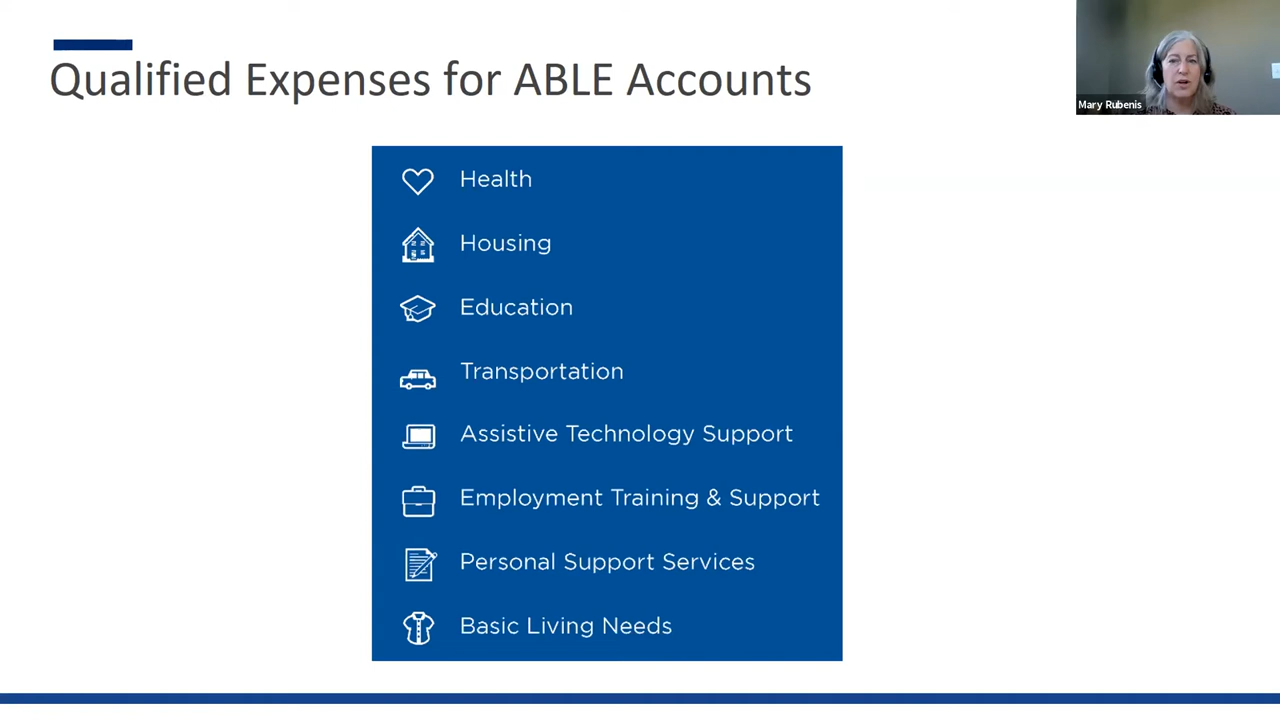 Qualified Expenses for ABLE Accounts
Mary Rubenis
Health
Housing
Education
Transportation
Assistive Technology Support
Employment Training & Support
Personal Support Services
Basic Living Needs